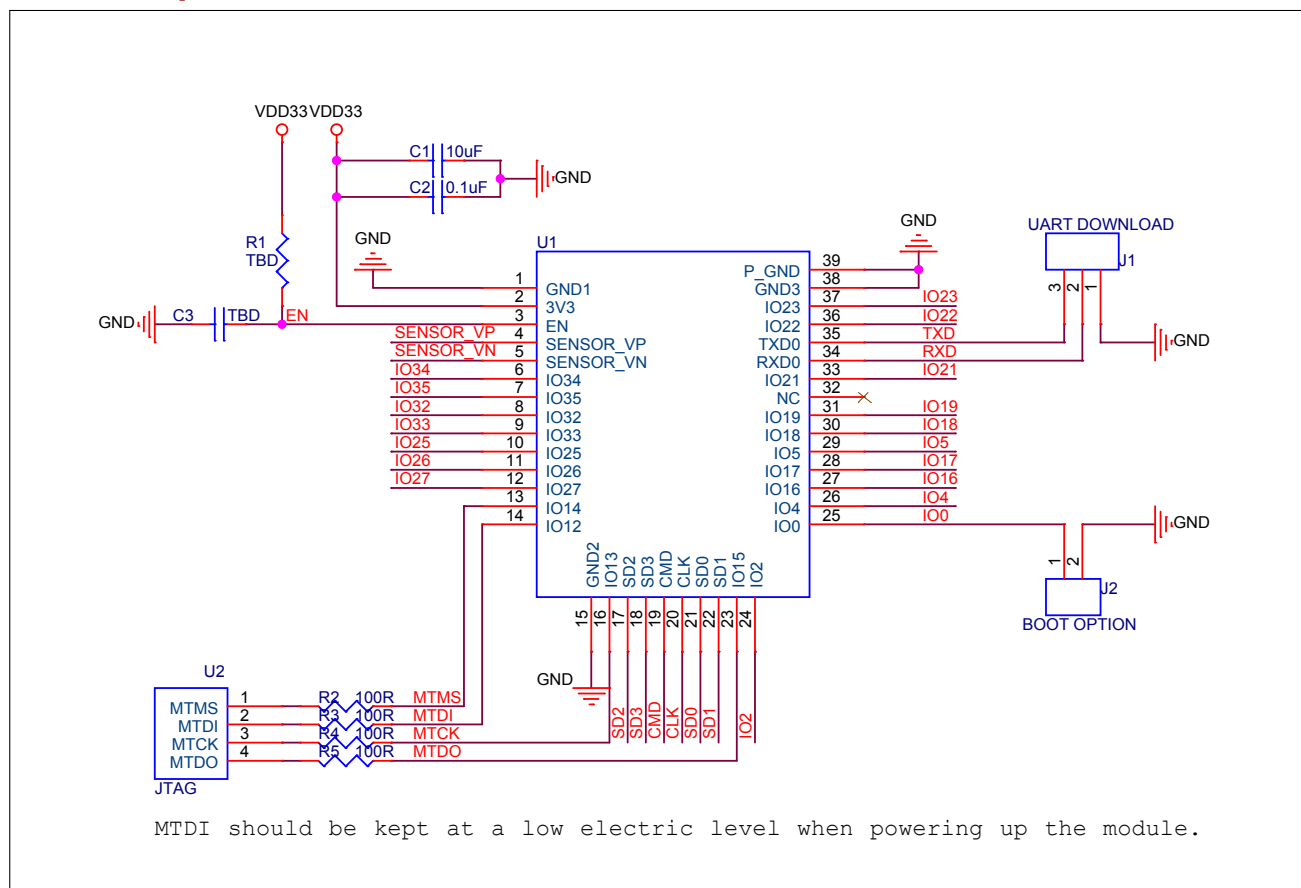 VDD33 VDD33
C1 10uF
C2 0.1uF
GND
R1
TBD
GND
GND C3 TBD EN
U1
1 GND1
2 3V3
3 EN
SENSOR_VP 4 SENSOR_VP
SENSOR_VN 5 SENSOR_VN
IO34 6 IO34
IO35 7 IO35
IO32 8 IO32
IO33 9 IO33
IO25 10 IO25
IO26 11 IO26
IO27 12 IO27
13 IO14
14 IO12
GND
P_GND 39
GND3 38
IO23 37 IO23
IO22 36 IO22
TXD0 35 TXD
RXD0 34 RXD
IO21 33 IO21
NC 32
IO19 31 IO19
IO18 30 IO18
IO5 29 IO5
IO17 28 IO17
IO16 27 IO16
IO4 26 IO4
IO0 25 IO0
UART DOWNLOAD
J1
3 2 1
GND
GND
1 2
J2
BOOT OPTION
GND2 IO13 SD2 SD3 CMD CLK SD0 SD1 IO15 IO2
15 16 17 18 19 20 21 22 23 24
GND
SD2 SD3 CMD CLK SD0 SD1 IO2
U2
MTMS 1 R2 100R MTMS
MTDI 2 R3 100R MTDI
MTCK 3 R4 100R MTCK
MTDO 4 R5 100R MTDO
JTAG
MTDI should be kept at a low electric level when powering up the module.